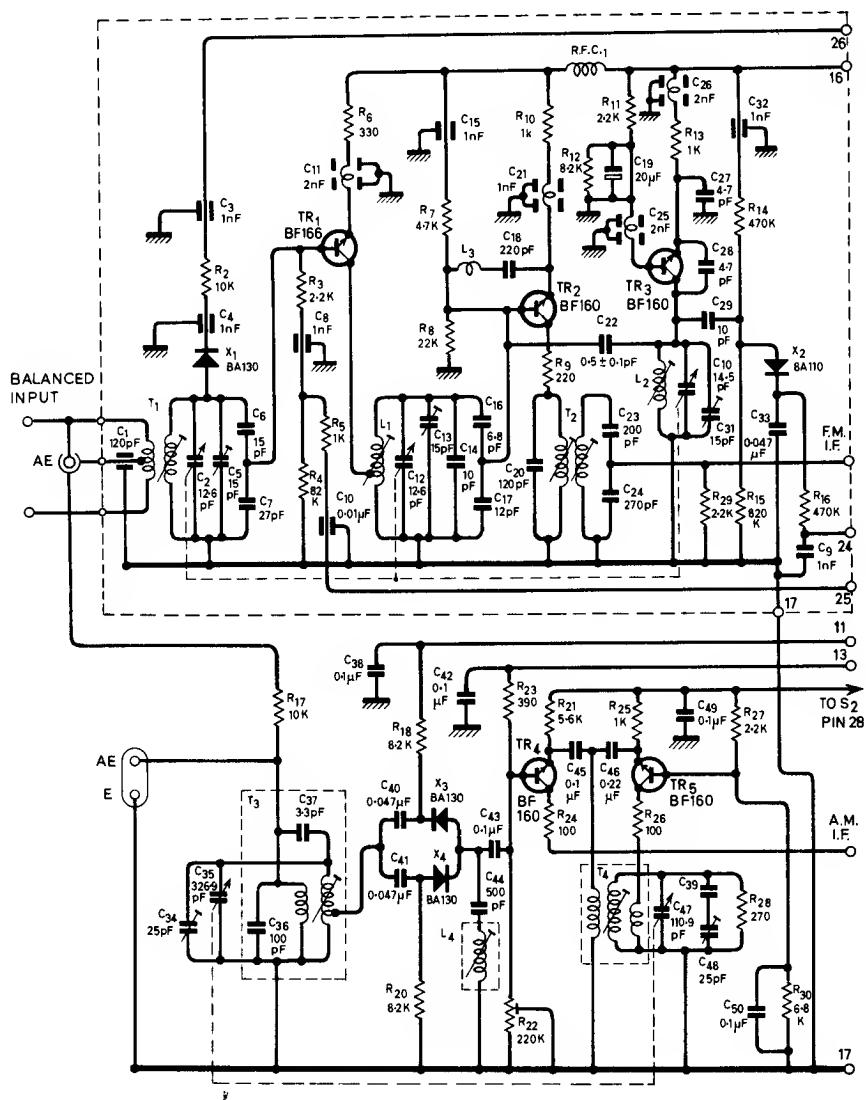 26
16
R.F.C.1
C26
2nF
R11
2·2K
C15
1nF
R10
1k
C32
1nF
R6
330
R12
8·2K
C19
20µF
R13
1K
C11
2nF
C21
1nF
C27
4·7
pF
C3
1nF
R7
4·7K
C25
2nF
R14
470K
TR1
BF166
C18
220pF
TR3
BF160
C28
4·7
pF
L3
R2
10K
R3
2·2K
TR2
BF160
C29
10
pF
C4
1nF
C8
1nF
R8
22K
C22
0·5 ± 0·1pF
X2
8A110
X1
BA130
R9
220
L2
C10
14·5
pF
BALANCED
INPUT
T1
C6
15
pF
R5
1K
L1
C16
6·8
pF
T2
C23
200
pF
C31
15pF
C33
0·047
µF
F.M.
I.F.
C1
120pF
AE
C2
12·6
pF
C5
15
pF
C7
27pF
R4
82
K
C10
0·01µF
C12
12·6
pF
C13
15pF
C14
10
pF
C17
12pF
C20
120pF
C24
270pF
R29
2·2K
R15
820
K
R16
470K
24
C9
1nF
25
17
11
13
C38
0·1µF
C42
0·1
µF
R23
390
R21
5·6K
R25
1K
C49
0·1µF
R27
2·2K
TO S2
PIN 28
R17
10K
R18
8·2K
TR4
BF
160
C45
0·1
µF
C46
0·22
µF
TR5
BF160
AE
E
T3
C37
3·3pF
C40
0·047µF
X3
BA130
C43
0·1µF
R24
100
R26
100
A.M.
I.F.
C41
0·047µF
X4
BA130
C44
500
pF
T4
C35
326·9
pF
C34
25pF
C36
100
pF
L4
C47
110·9
pF
C39
C48
25pF
R28
270
R20
8·2K
R22
220K
C50
0·1µF
R30
6·8
K
17